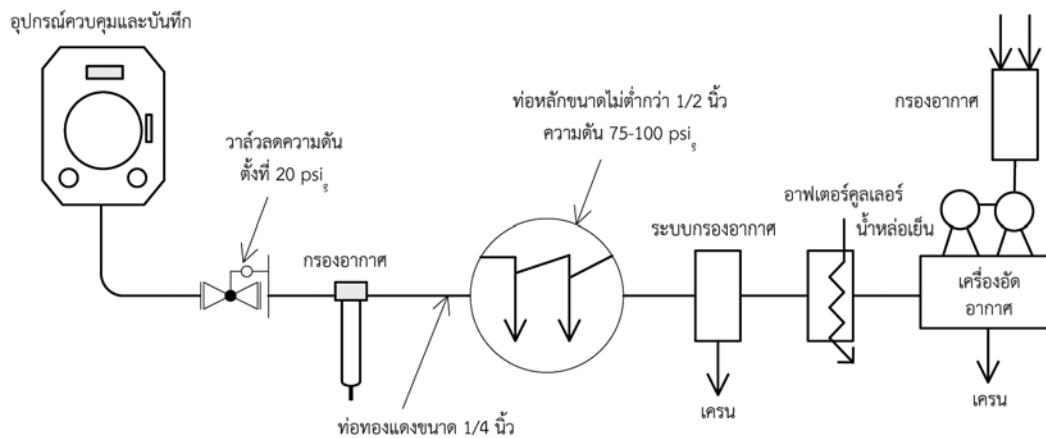 อุปกรณ์ควบคุมและบันทึก
วาล์วลดความดัน
ตั้งที่ 20 psig
กรองอากาศ
ท่อทองแดงขนาด 1/4 นิ้ว
ท่อหลักขนาดไม่ต่ำกว่า 1/2 นิ้ว
ความดัน 75-100 psig
ระบบกรองอากาศ
เครน
อาฟเตอร์คูลเลอร์
น้ำหล่อเย็น
กรองอากาศ
เครื่องอัด
อากาศ
เครน